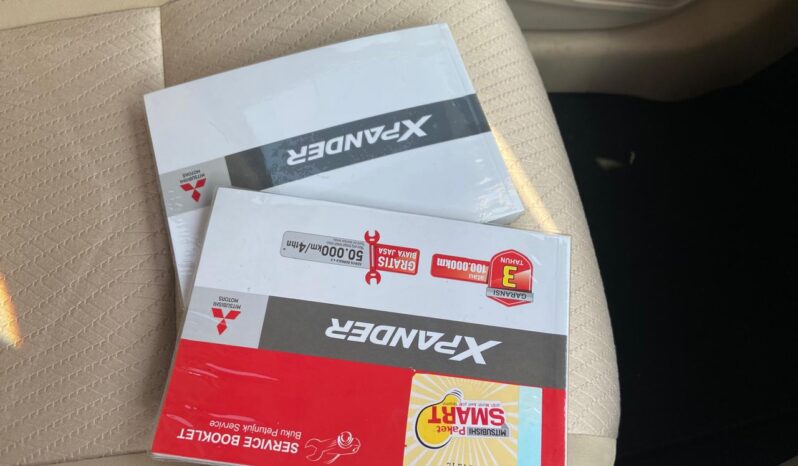 XPANDER
MITSUBISHI
MOTORS
GARANSI
3
TAHUN
atau
100.000km
GRATIS
BIAYA JASA
50.000km/4thn*
XPANDER
MITSUBISHI
MOTORS
MITSUBISHI
Paket
SMART
SERVICE BOOKLET
Buku Petunjuk Service